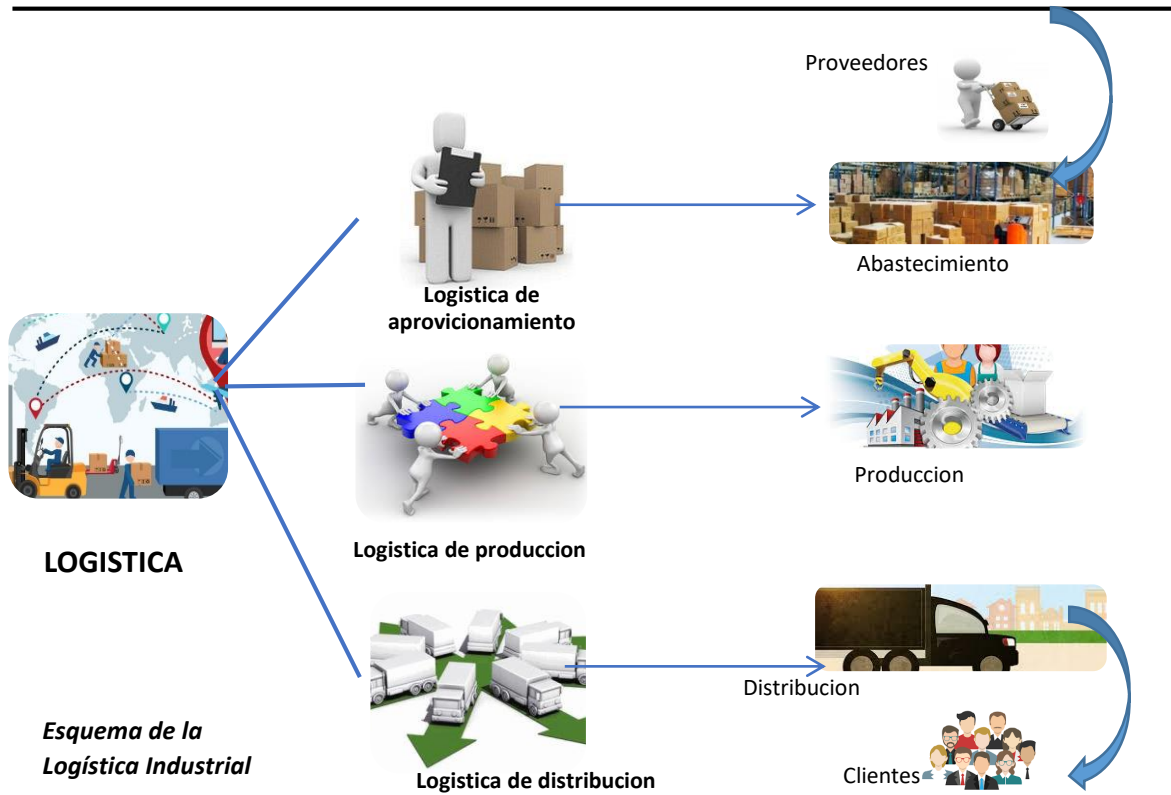 Proveedores
Abastecimiento
Logistica de
aprovicionamiento
Produccion
Logistica de produccion
LOGISTICA
Distribucion
Esquema de la
Logística Industrial
Logistica de distribucion
Clientes